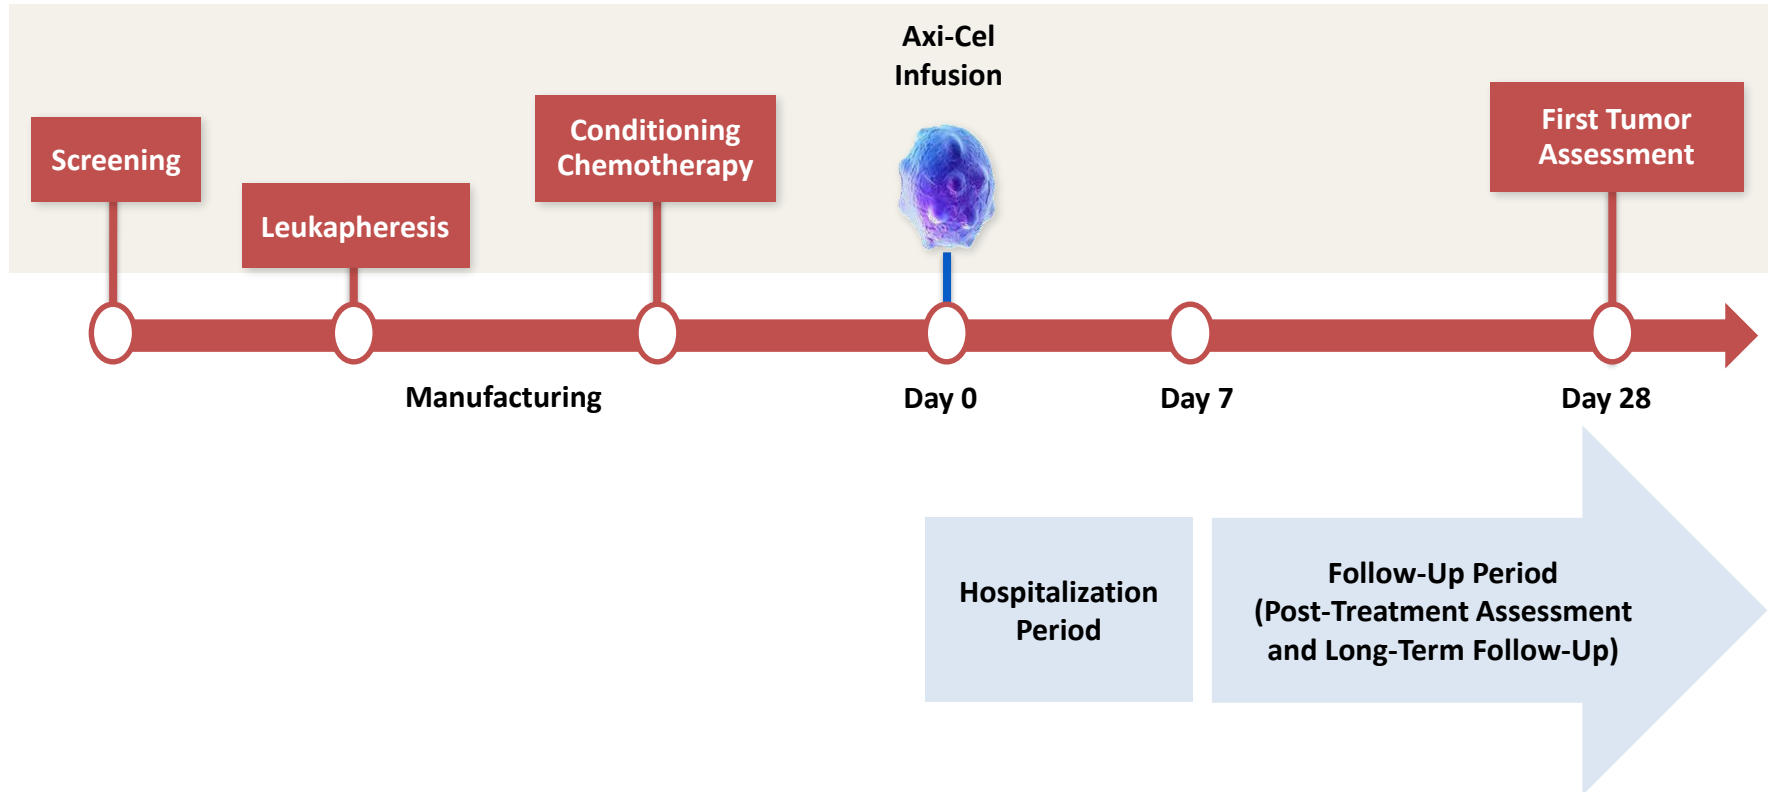 Axi-Cel
Infusion
Screening
Leukapheresis
Conditioning
Chemotherapy
First Tumor
Assessment
Manufacturing
Day 0
Day 7
Day 28
Hospitalization
Period
Follow-Up Period
(Post-Treatment Assessment
and Long-Term Follow-Up)